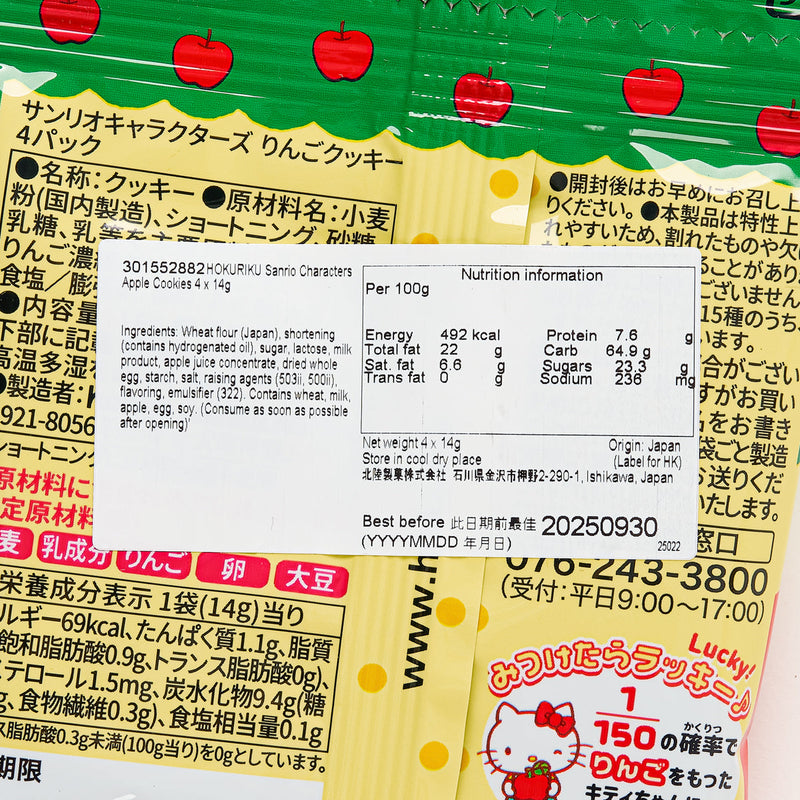 サンリオキャラクターズ りんごクッキー
4パック
●名称：クッキー ●原材料名：小麦
粉(国内製造)、ショートニング、砂糖
乳糖、乳等を主要
りんご濃
食塩／膨
●内容量
下部に記
高温多湿
●製造者：
921-8056
ショートニン
原材料に
定原材料
麦 乳成分 りんご 卵 大豆
栄養成分表示 1袋(14g)当り
ルギー69kcal、たんぱく質1.1g、脂質
飽和脂肪酸0.9g、トランス脂肪酸0g)、
ステロール1.5mg、炭水化物9.4g(糖
g、食物繊維0.3g)、食塩相当量0.1g
ス脂肪酸0.3g未満(100g当り)を0gとしています。
期限
301552882 HOKURIKU Sanrio Characters
Apple Cookies 4 x 14g
Ingredients: Wheat flour (Japan), shortening
(contains hydrogenated oil), sugar, lactose, milk
product, apple juice concentrate, dried whole
egg, starch, salt, raising agents (503ii, 500ii),
flavoring, emulsifier (322). Contains wheat, milk,
apple, egg, soy. (Consume as soon as possible
after opening)'
Nutrition information
Per 100g
Energy 492 kcal Protein 7.6 g
Total fat 22 g Carb 64.9 g
Sat. fat 6.6 g Sugars 23.3 g
Trans fat 0 g Sodium 236 mg
Net weight 4 x 14g Origin: Japan
Store in cool dry place (Label for HK)
北陸製菓株式会社 石川県金沢市押野2-290-1, Ishikawa, Japan
Best before 此日期前最佳 20250930
(YYYYMMDD 年月日) 25022
●開封後はお早めにお召し上
りください。●本製品は特性上
れやすいため、割れたものや欠
ことがあり
ございません
15種のうち
います。
合がござい
すがお買い
名をお書き
袋ごと製造
お送りくだ
いたします。
窓口
076-243-3800
(受付：平日9:00～17:00)
www.h
Lucky!
みつけたらラッキー♪
1/150の確率で
かくりつ
りんごをもった
キティちゃん